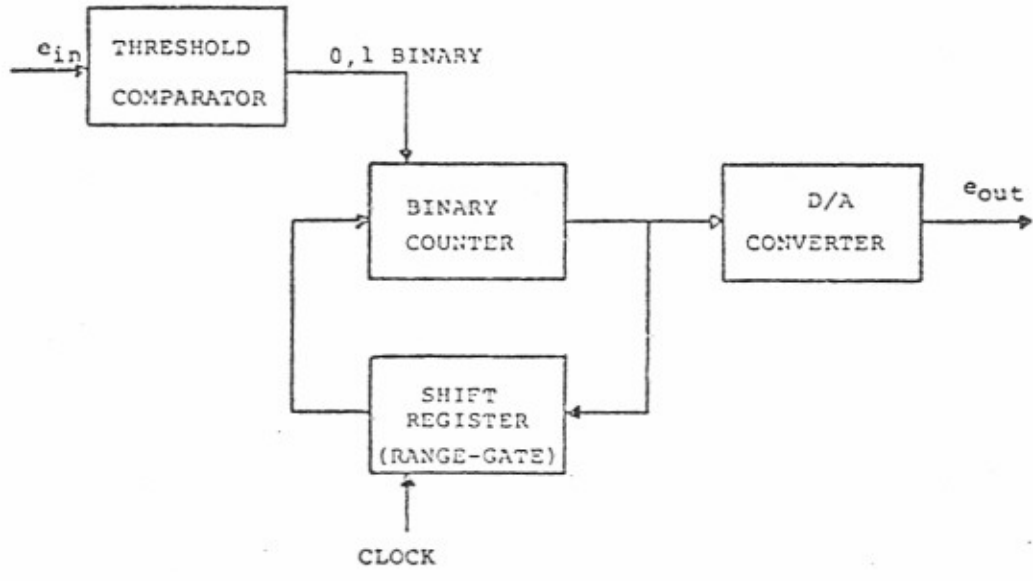 e_in
THRESHOLD
COMPARATOR
0,1 BINARY
BINARY
COUNTER
D/A
CONVERTER
e_out
SHIFT
REGISTER
(RANGE-GATE)
CLOCK